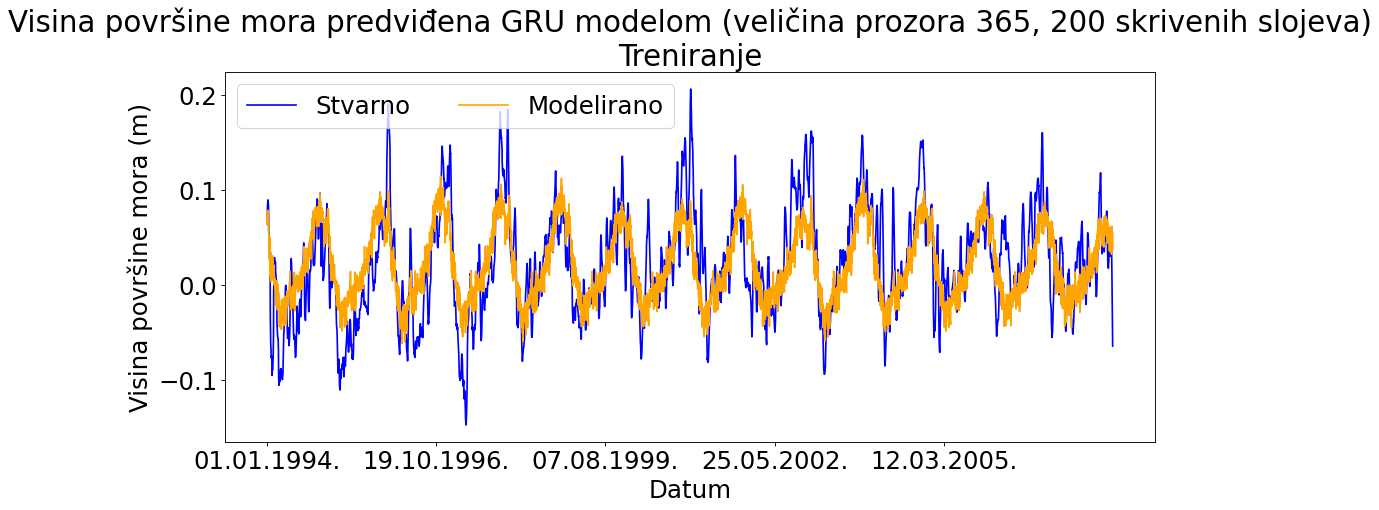 Visina površine mora predviđena GRU modelom (veličina prozora 365, 200 skrivenih slojeva)
Treniranje
Stvarno
Modelirano
Visina površine mora (m)
0.2
0.1
0.0
−0.1
01.01.1994.
19.10.1996.
07.08.1999.
25.05.2002.
12.03.2005.
Datum